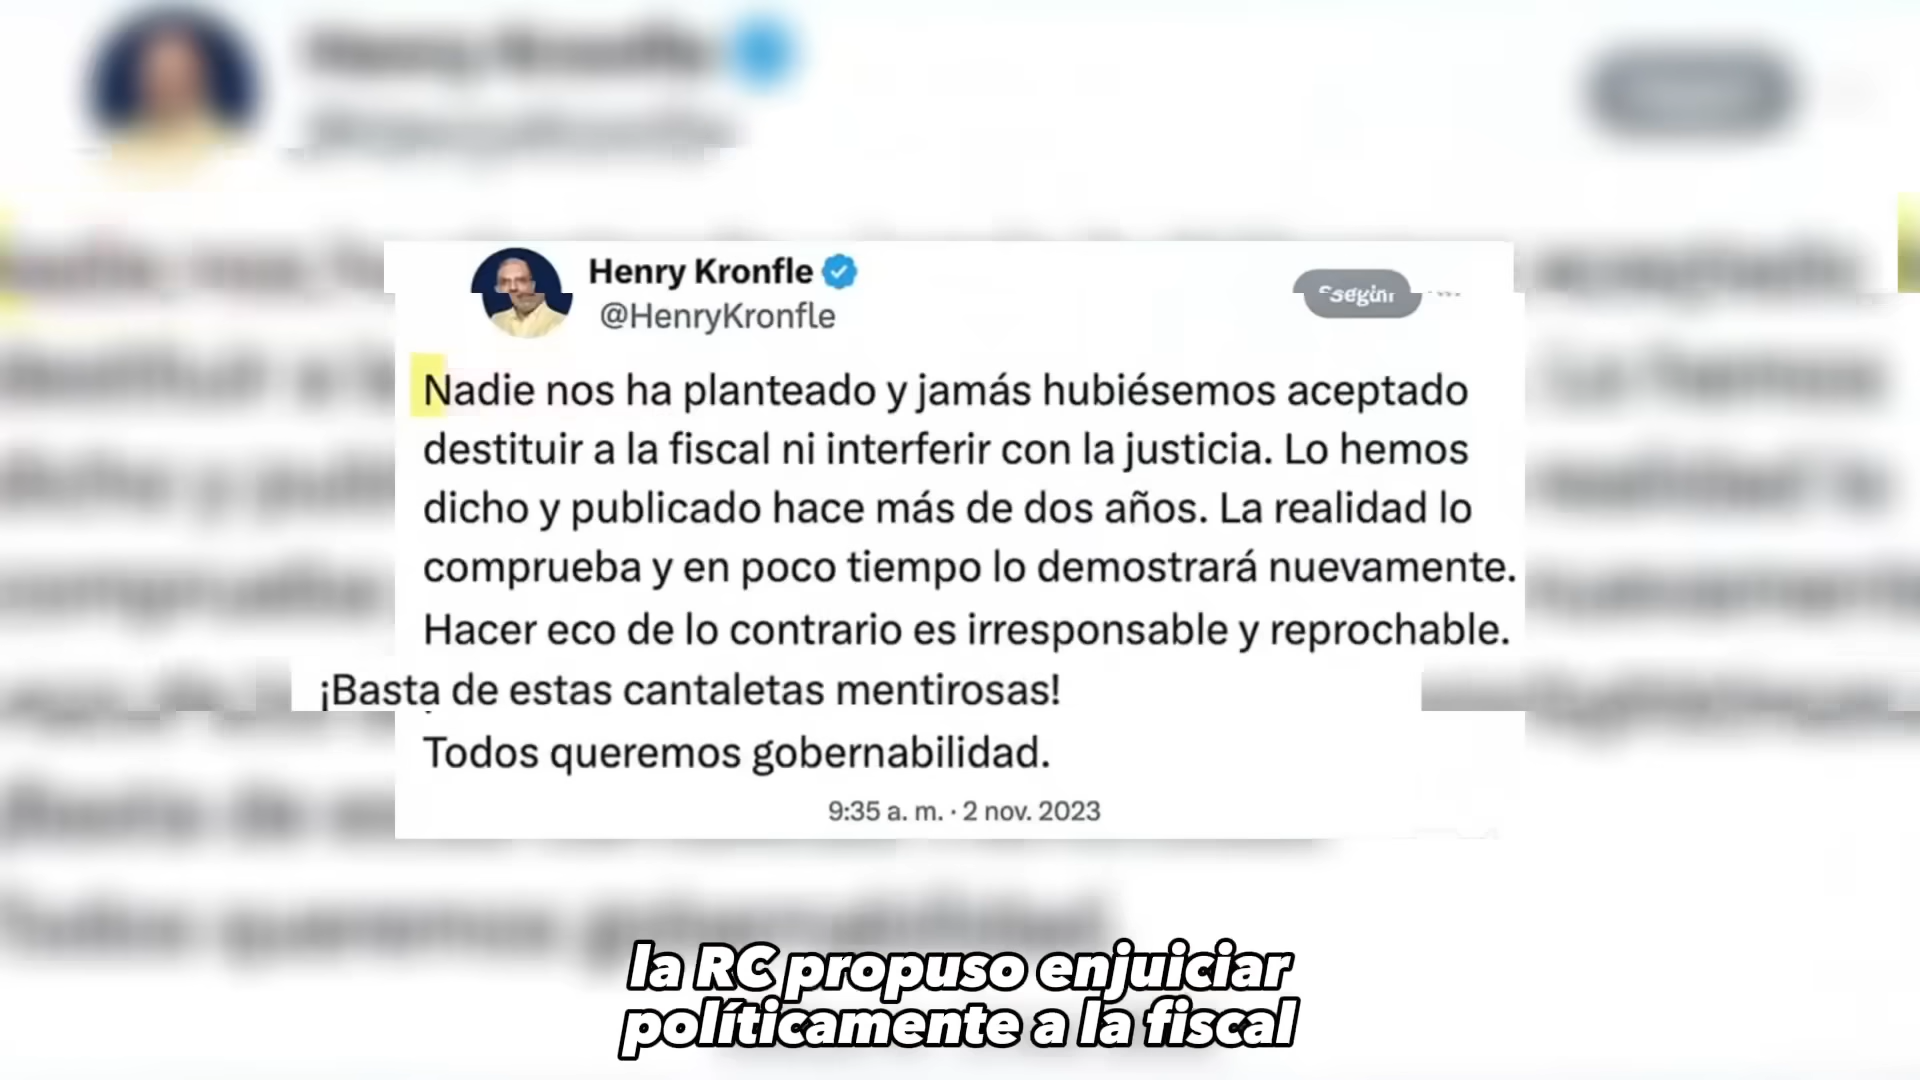 Henry Kronfle
@HenryKronfle
Nadie nos ha planteado y jamás hubiésemos aceptado
destituir a la fiscal ni interferir con la justicia. Lo hemos
dicho y publicado hace más de dos años. La realidad lo
comprueba y en poco tiempo lo demostrará nuevamente.
Hacer eco de lo contrario es irresponsable y reprochable.
¡Basta de estas cantaletas mentirosas!
Todos queremos gobernabilidad.
9:35 a. m. · 2 nov. 2023
la RC propuso enjuiciar
políticamente a la fiscal